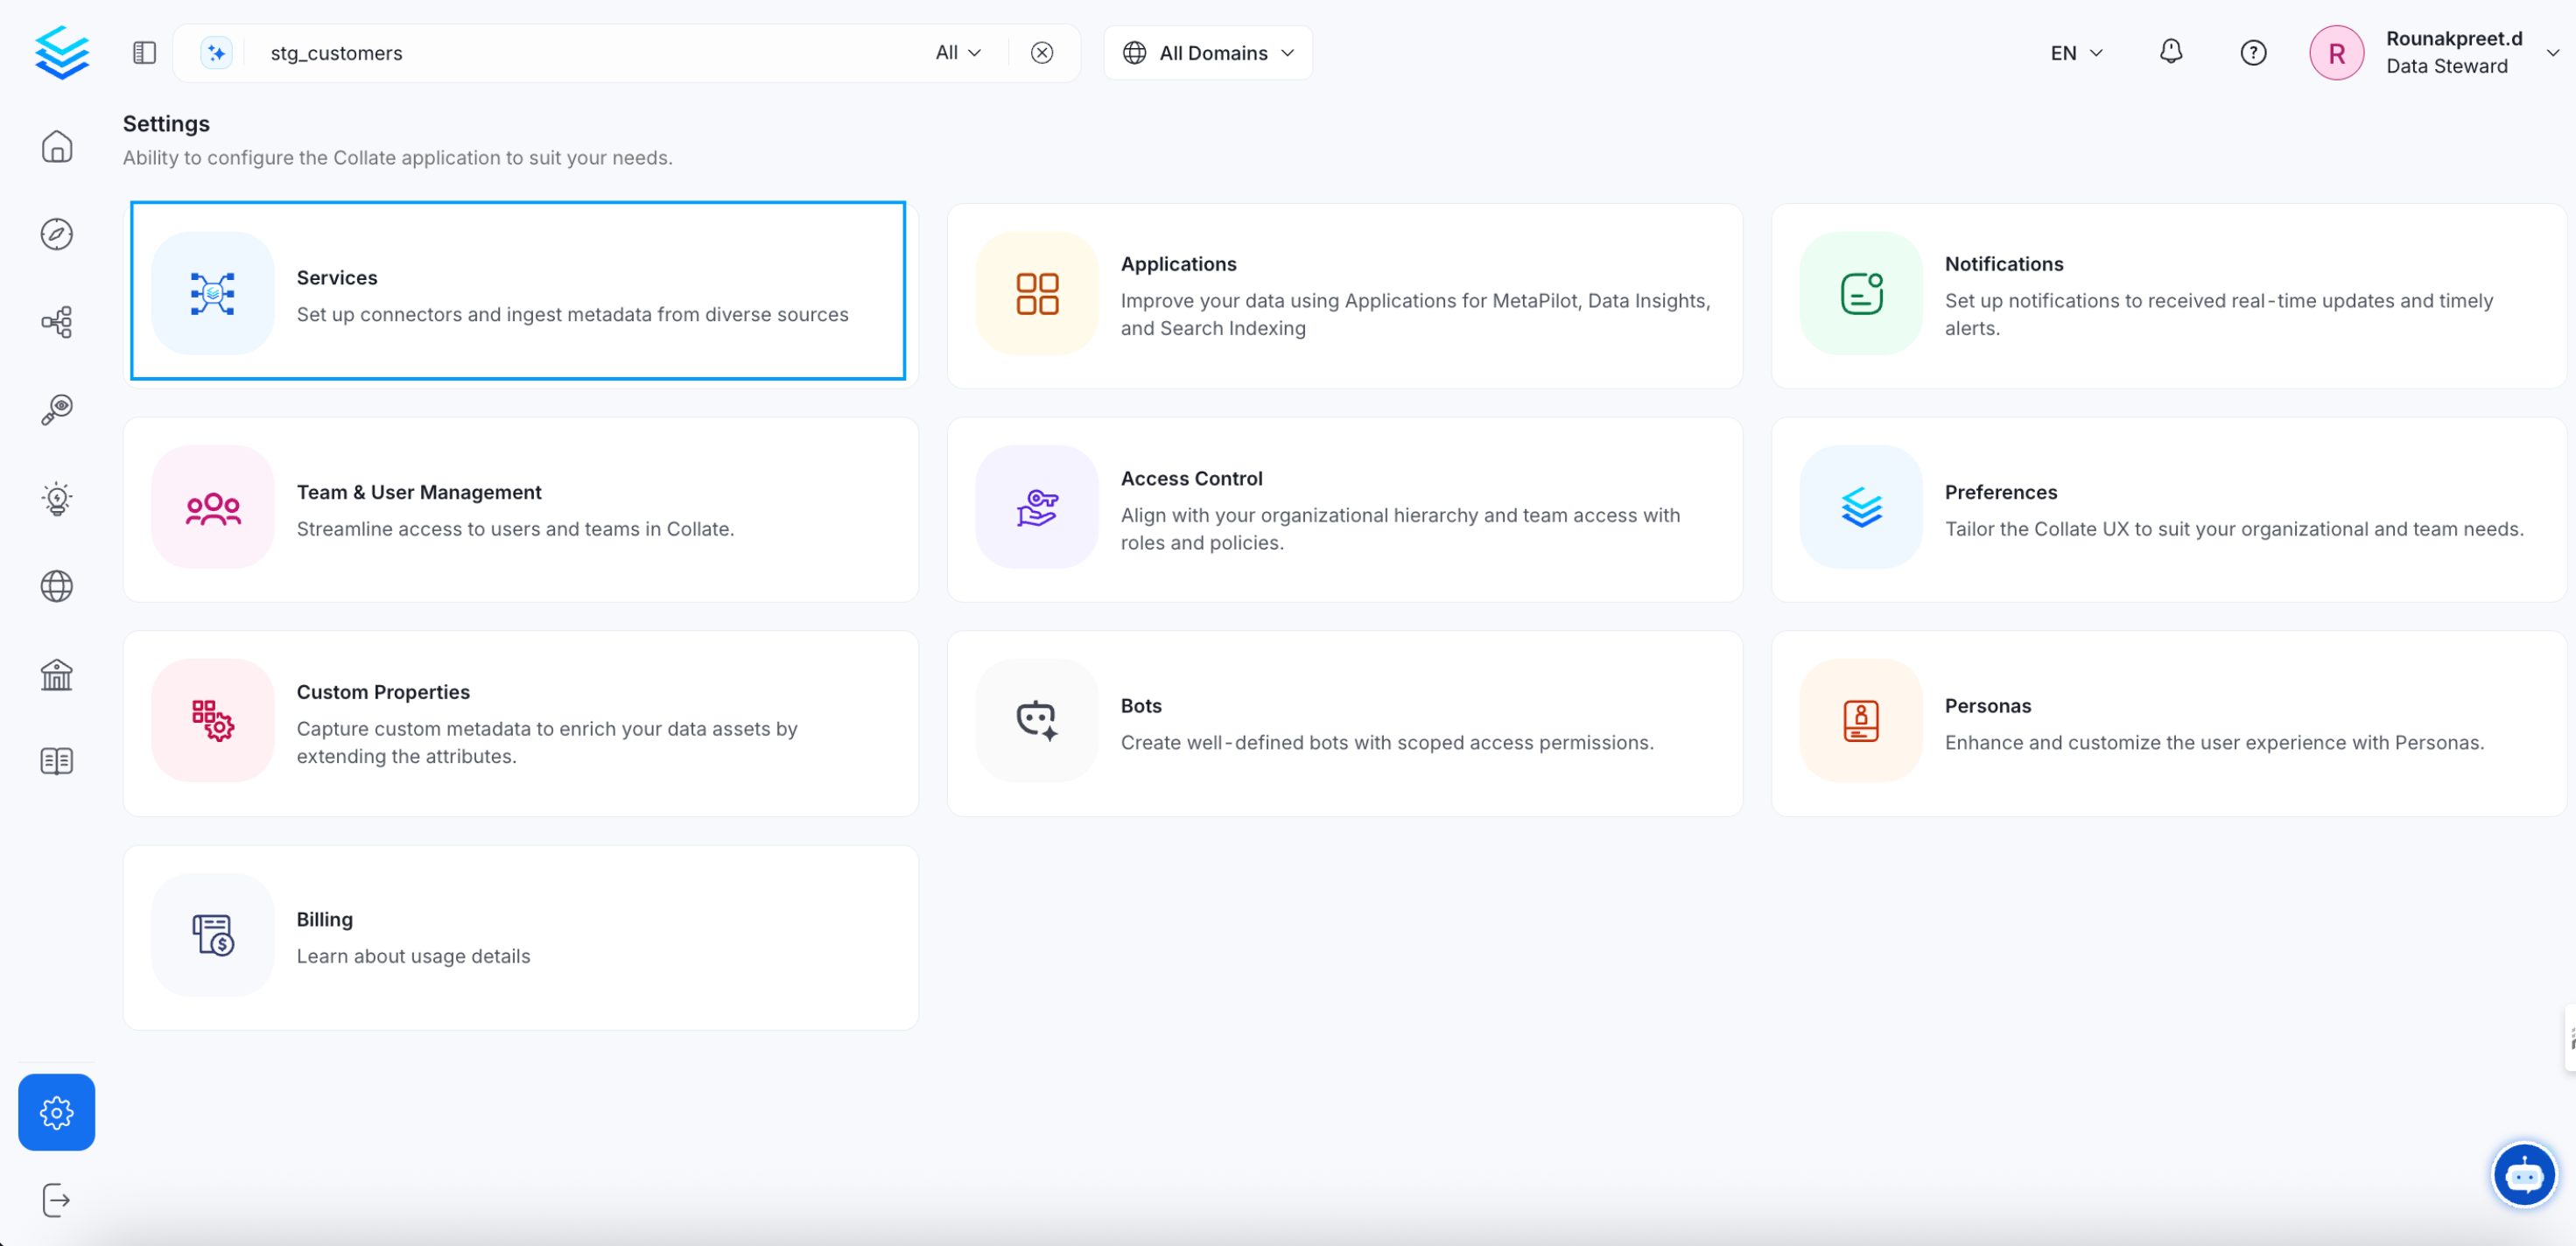 stg_customers
All
All Domains
EN
R
Rounakpreet.d
Data Steward
Settings
Ability to configure the Collate application to suit your needs.
Services
Set up connectors and ingest metadata from diverse sources
Applications
Improve your data using Applications for MetaPilot, Data Insights,
and Search Indexing
Notifications
Set up notifications to received real-time updates and timely
alerts.
Team & User Management
Streamline access to users and teams in Collate.
Access Control
Align with your organizational hierarchy and team access with
roles and policies.
Preferences
Tailor the Collate UX to suit your organizational and team needs.
Custom Properties
Capture custom metadata to enrich your data assets by
extending the attributes.
Bots
Create well-defined bots with scoped access permissions.
Personas
Enhance and customize the user experience with Personas.
Billing
Learn about usage details